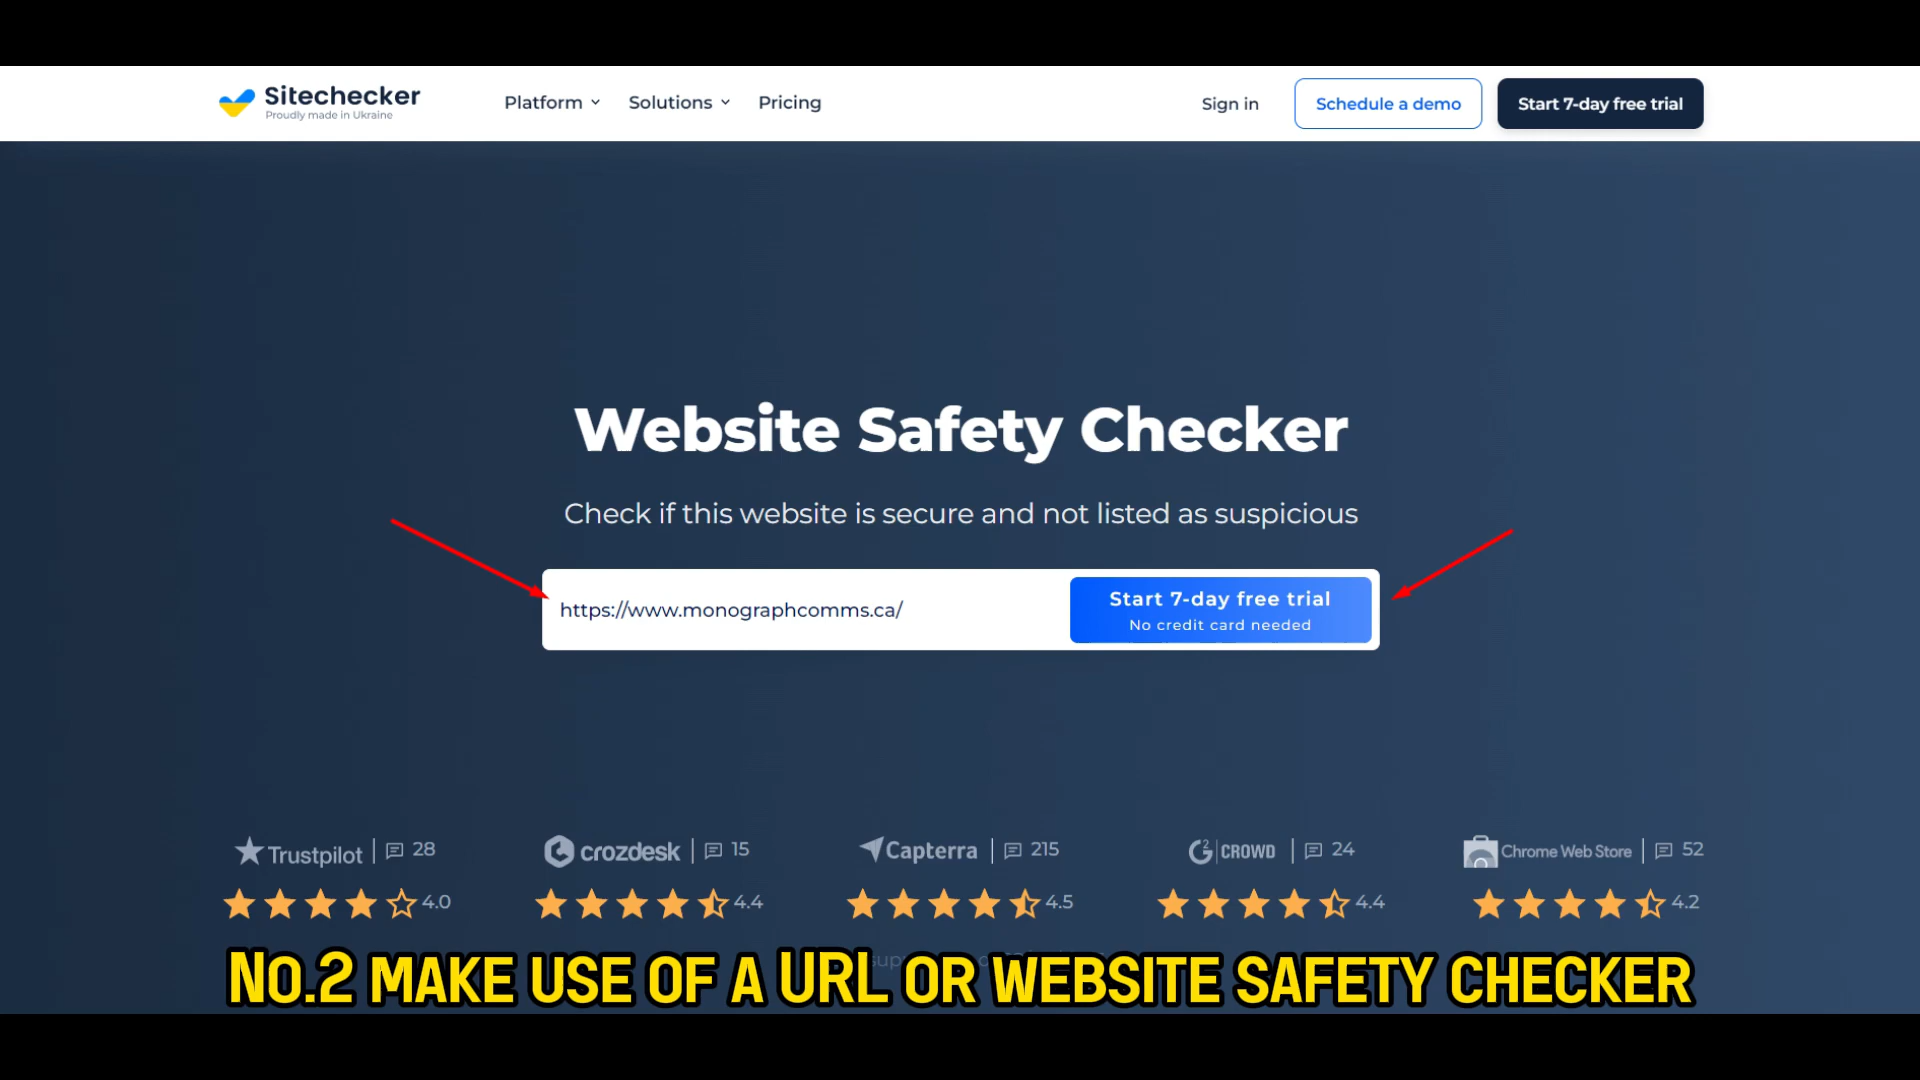 Sitechecker
Proudly made in Ukraine
Platform
Solutions
Pricing
Sign in
Schedule a demo
Start 7-day free trial
Website Safety Checker
Check if this website is secure and not listed as suspicious
https://www.monographcomms.ca/
Start 7-day free trial
No credit card needed
Trustpilot 28
crozdesk 15
Capterra 215
G2 CROWD 24
Chrome Web Store 52
4.0
4.4
4.5
4.4
4.2
No.2 MAKE USE OF A URL OR WEBSITE SAFETY CHECKER